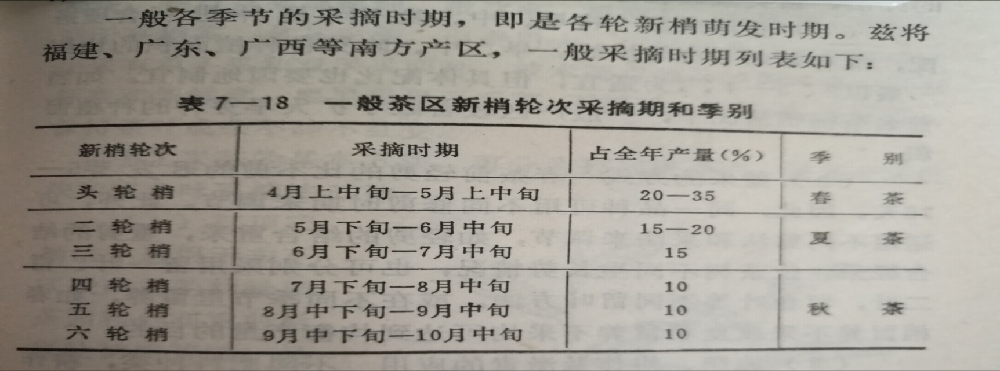 一般各季节的采摘时期，即是各轮新梢萌发时期。兹将
福建、广东、广西等南方产区，一般采摘时期列表如下：
表7—18 一般茶区新梢轮次采摘期和季别
新梢轮次 采摘时期 占全年产量(%) 季别
头轮梢 4月上中旬—5月上中旬 20—35 春茶
二轮梢 5月下旬—6月中旬 15—20 夏茶
三轮梢 6月下旬—7月中旬 15
四轮梢 7月下旬—8月中旬 10
五轮梢 8月中下旬—9月中旬 10 秋茶
六轮梢 9月中下旬—10月中旬 10